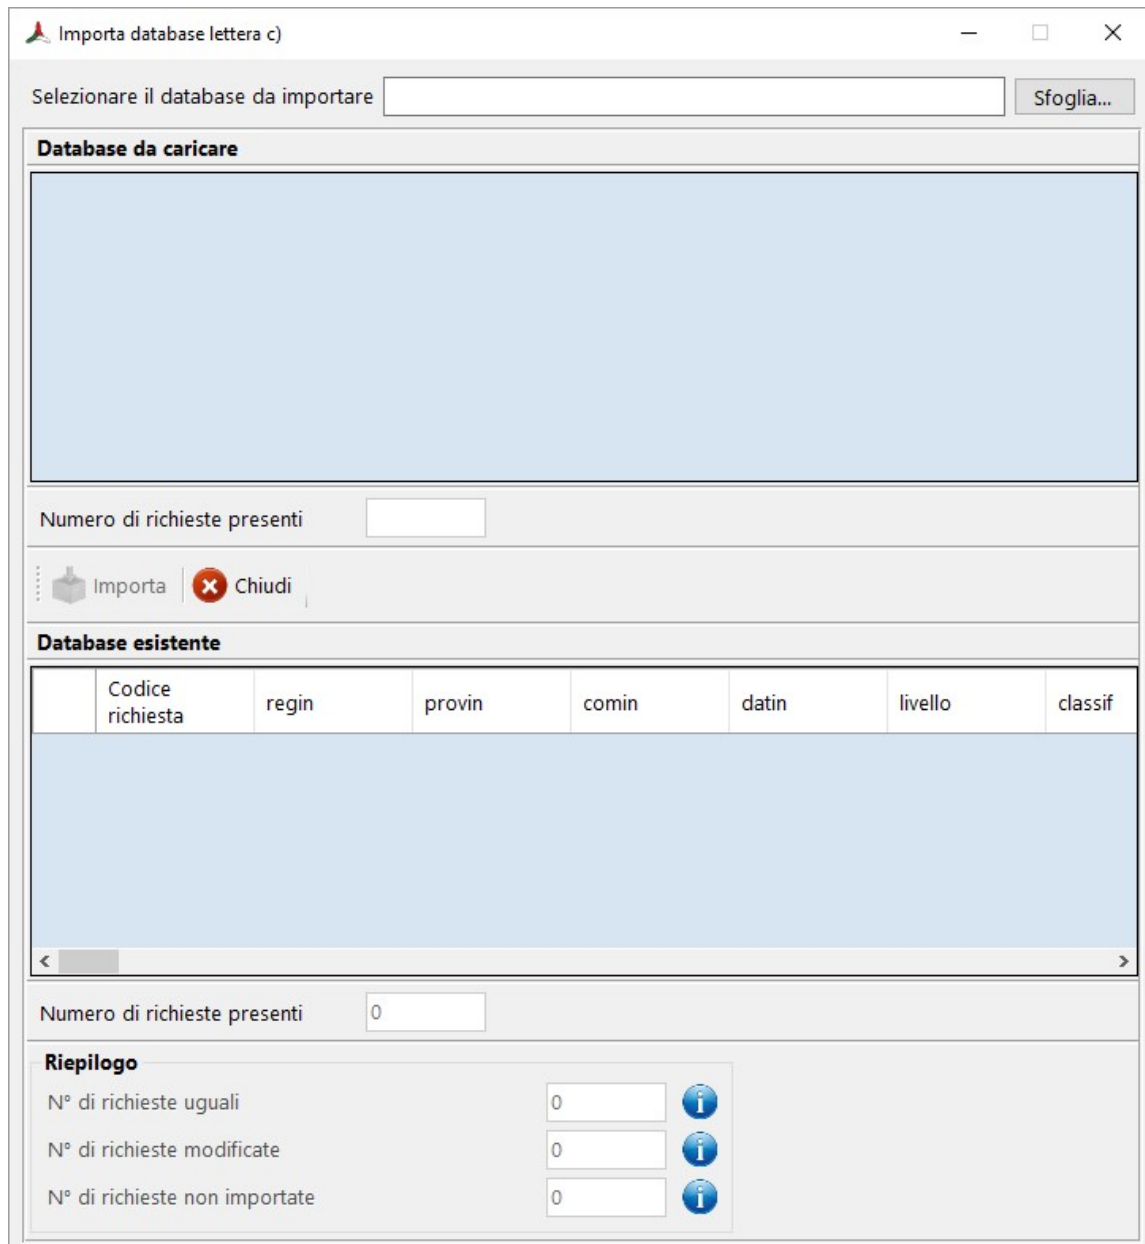 Importa database lettera c)
Selezionare il database da importare Sfoglia...
Database da caricare
Numero di richieste presenti
Importa Chiudi
Database esistente
Codice richiesta regin provin comin datin livello classif
Numero di richieste presenti 0
Riepilogo
N° di richieste uguali 0
N° di richieste modificate 0
N° di richieste non importate 0